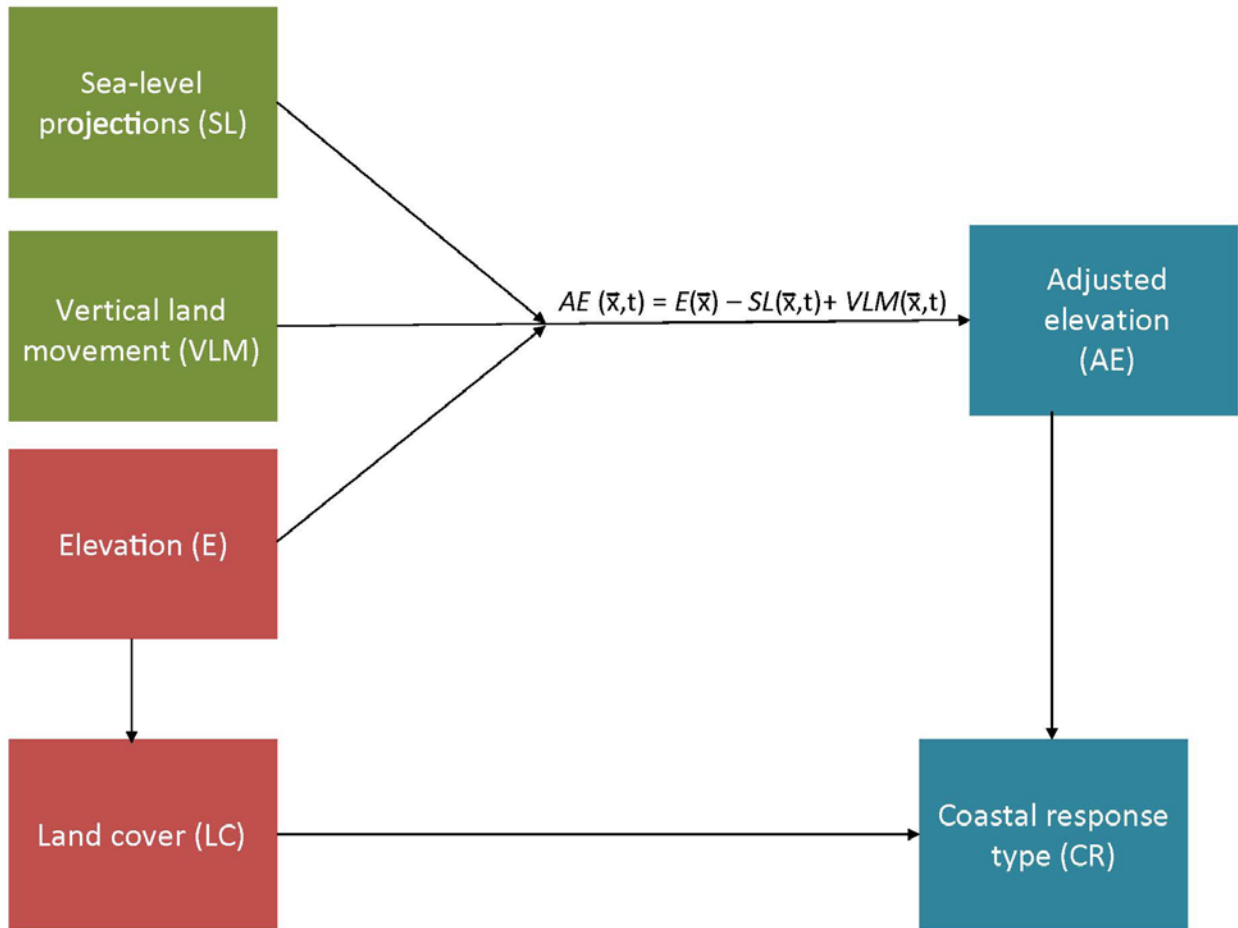 Sea-level
projections (SL)
Vertical land
movement (VLM)
AE (x̅,t) = E(x̅) – SL(x̅,t)+ VLM(x̅,t)
Adjusted
elevation
(AE)
Elevation (E)
Land cover (LC)
Coastal response
type (CR)